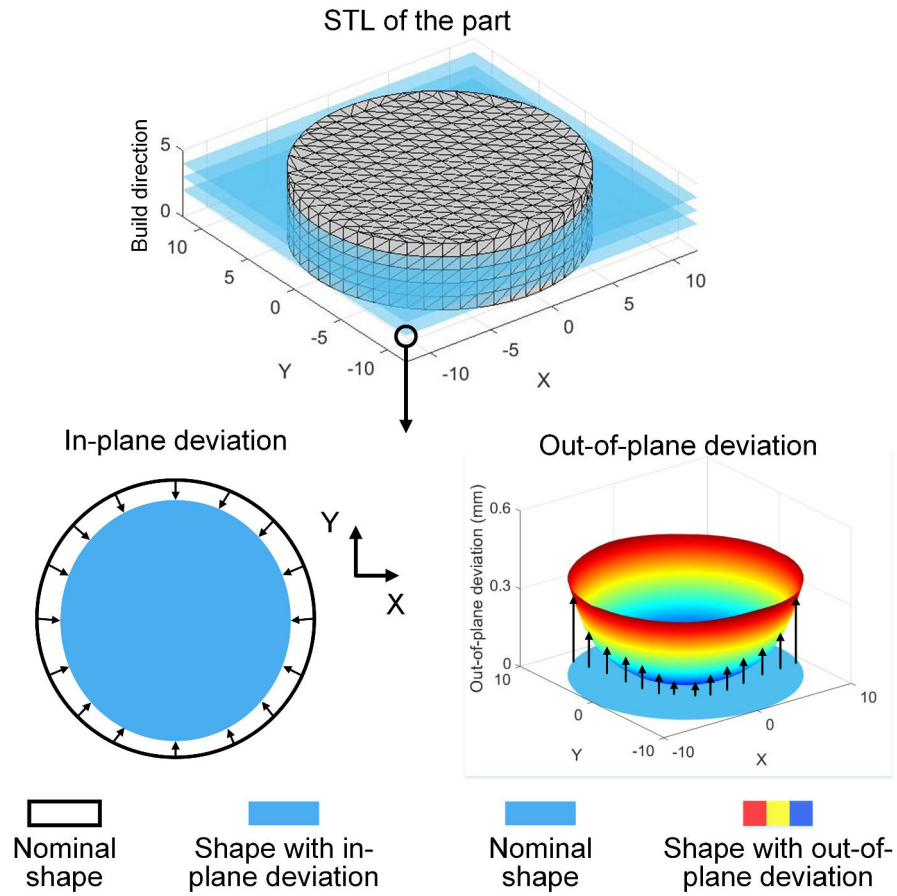 STL of the part
Build direction
5
0
10
5
0
-5
-10
Y
-10
-5
0
5
10
X
In-plane deviation
Y
X
Out-of-plane deviation
Out-of-plane deviation (mm)
0.6
0.3
0
10
0
-10
Y
-10
0
10
X
Nominal
shape
Shape with in-
plane deviation
Nominal
shape
Shape with out-of-
plane deviation